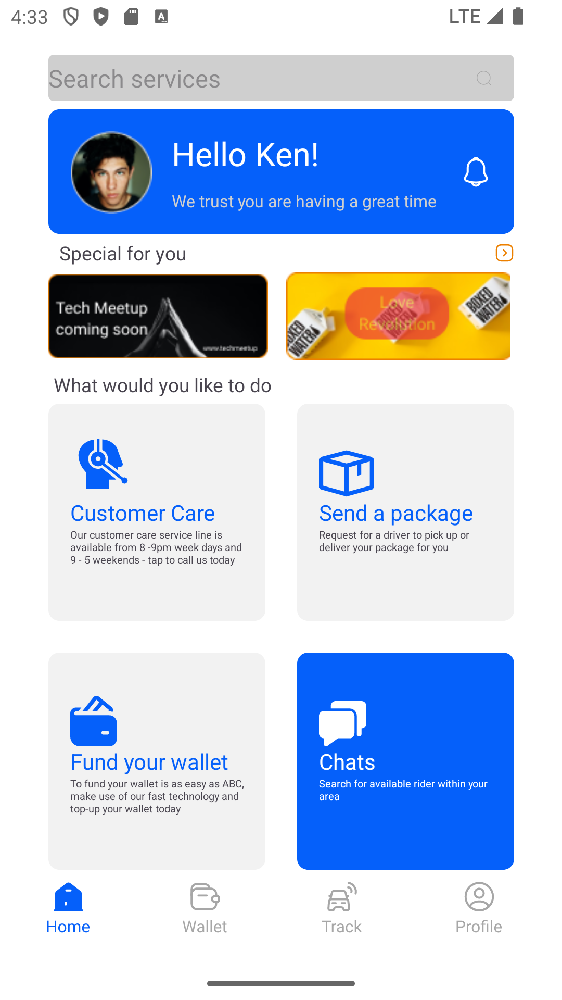 4:33
LTE
Search services
Hello Ken!
We trust you are having a great time
Special for you
Tech Meetup
coming soon
www.techmeetup
Love
Revolution
BOXED
WATER
BOXED
WATER
BOXED
WATER
What would you like to do
Customer Care
Our customer care service line is
available from 8 -9pm week days and
9 - 5 weekends - tap to call us today
Send a package
Request for a driver to pick up or
deliver your package for you
Fund your wallet
To fund your wallet is as easy as ABC,
make use of our fast technology and
top-up your wallet today
Chats
Search for available rider within your
area
Home
Wallet
Track
Profile